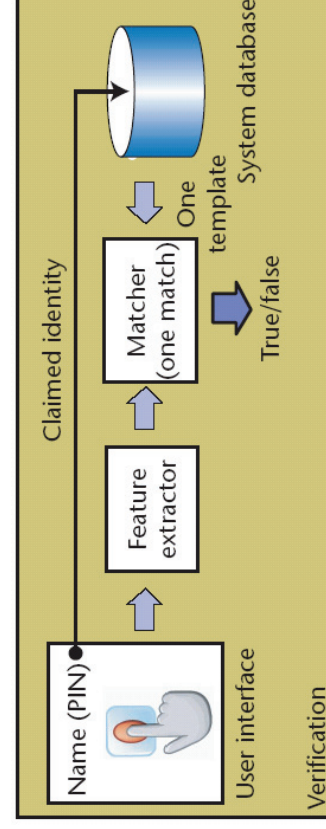 Claimed identity
Name (PIN)
Feature
extractor
Matcher
(one match)
One
template
True/false
System database
User interface
Verification